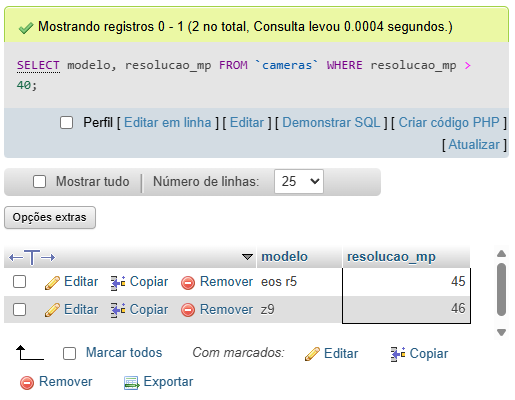 Mostrando registros 0 - 1 (2 no total, Consulta levou 0.0004 segundos.)
SELECT modelo, resolucao_mp FROM `cameras` WHERE resolucao_mp >
40;
Perfil [ Editar em linha ] [ Editar ] [ Demonstrar SQL ] [ Criar código PHP ]
[ Atualizar ]
Mostrar tudo | Número de linhas: 25
Opções extras
←T→ modelo resolucao_mp
Editar Copiar Remover eos r5 45
Editar Copiar Remover z9 46
Marcar todos Com marcados: Editar Copiar
Remover Exportar